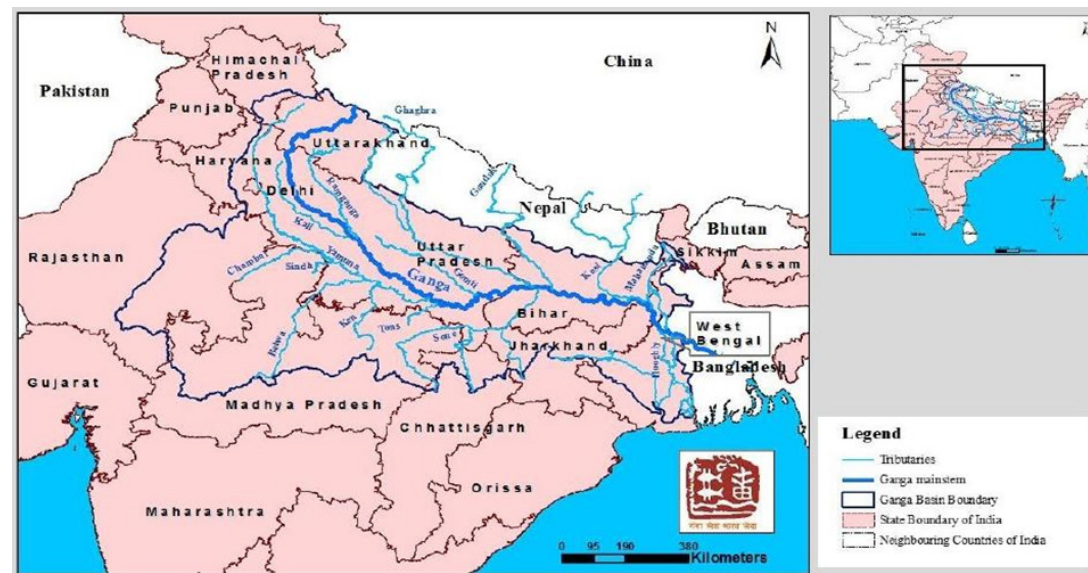 N
China
Himachal
Pradesh
Pakistan
Punjab
Ghaghra
Uttarakhand
Haryana
Delhi
Ramganga
Gandak
Nepal
Bhutan
Kali
Uttar
Pradesh
Sikkim
Assam
Rajasthan
Chambal
Sindh
Yamuna
Ganga
Gomti
Kosi
Mahananda
Betwa
Ken
Tons
Sone
Bihar
West
Bengal
Jharkhand
Hooghly
Bangladesh
Gujarat
Madhya Pradesh
Chhattisgarh
Orissa
Maharashtra
0 95 190 380
Kilometers
Legend
Tributaries
Ganga mainstem
Ganga Basin Boundary
State Boundary of India
Neighbouring Countries of India